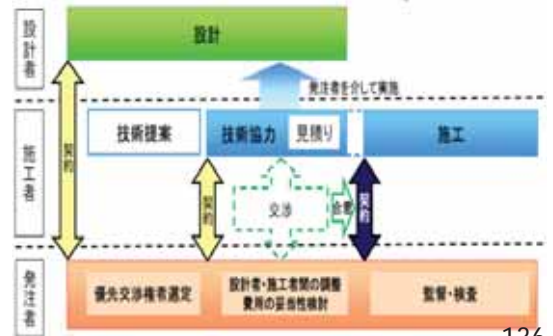 設計者
設計
発注者を介して実施
施工者
技術提案
技術協力
見積り
施工
契約
契約
交渉
合意
契約
発注者
優先交渉権者選定
設計者・施工者間の調整
費用の妥当性検討
監督・検査
126